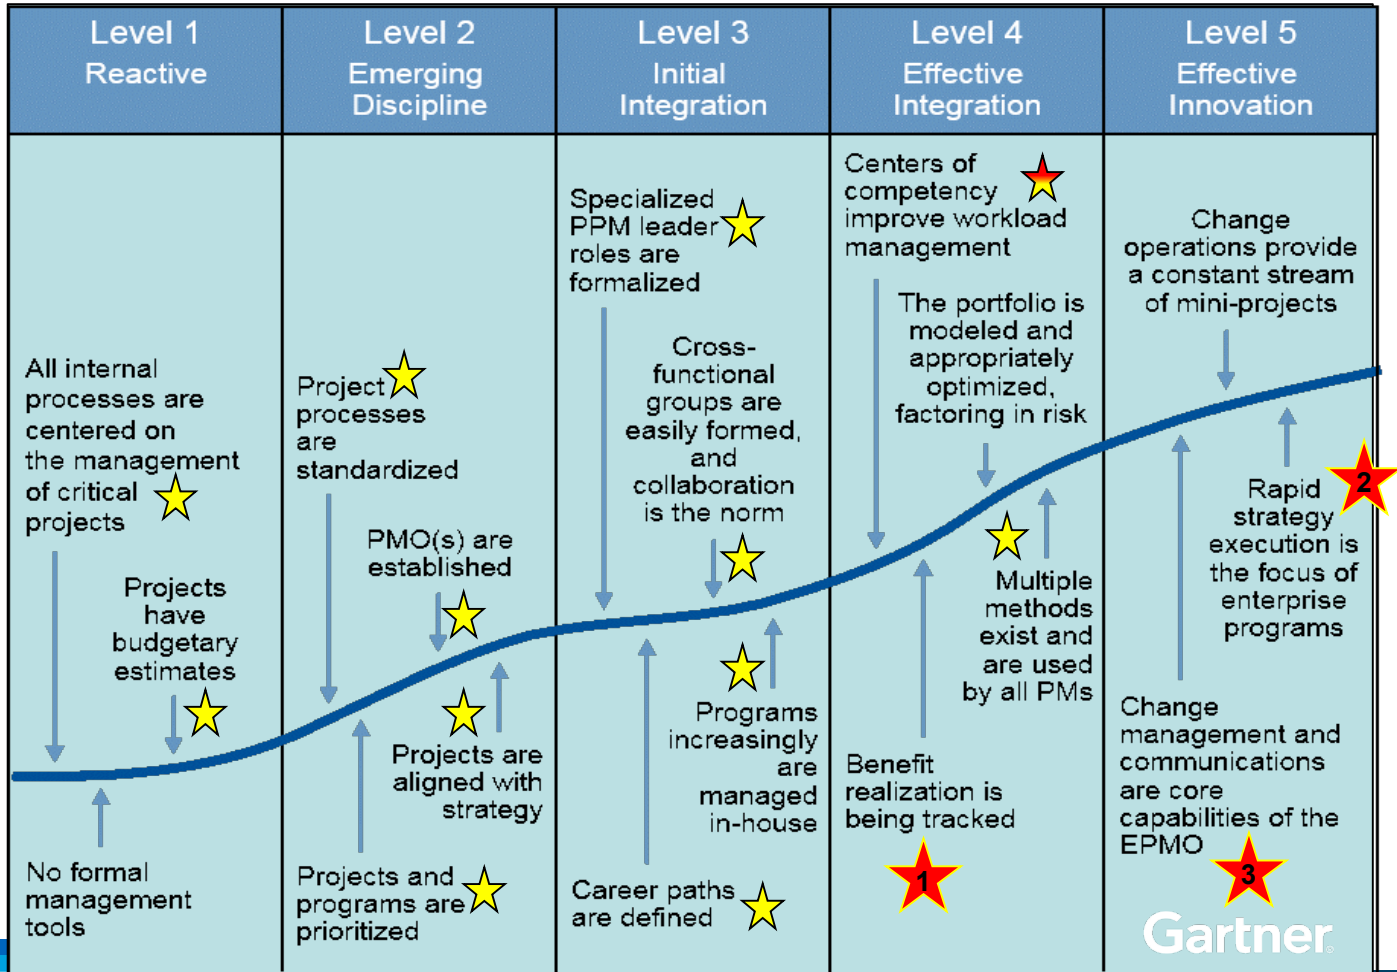 Level 1
Reactive
Level 2
Emerging
Discipline
Level 3
Initial
Integration
Level 4
Effective
Integration
Level 5
Effective
Innovation
All internal
processes are
centered on
the management
of critical
projects
Projects
have
budgetary
estimates
No formal
management
tools
Project
processes
are
standardized
PMO(s) are
established
Projects are
aligned with
strategy
Projects and
programs are
prioritized
Specialized
PPM leader
roles are
formalized
Cross-
functional
groups are
easily formed,
and
collaboration
is the norm
Programs
increasingly
are
managed
in-house
Career paths
are defined
Centers of
competency
improve workload
management
The portfolio is
modeled and
appropriately
optimized,
factoring in risk
Multiple
methods
exist and
are used
by all PMs
Benefit
realization is
being tracked
1
Change
operations provide
a constant stream
of mini-projects
2
Rapid
strategy
execution is
the focus of
enterprise
programs
Change
management and
communications
are core
capabilities of the
EPMO
3
Gartner